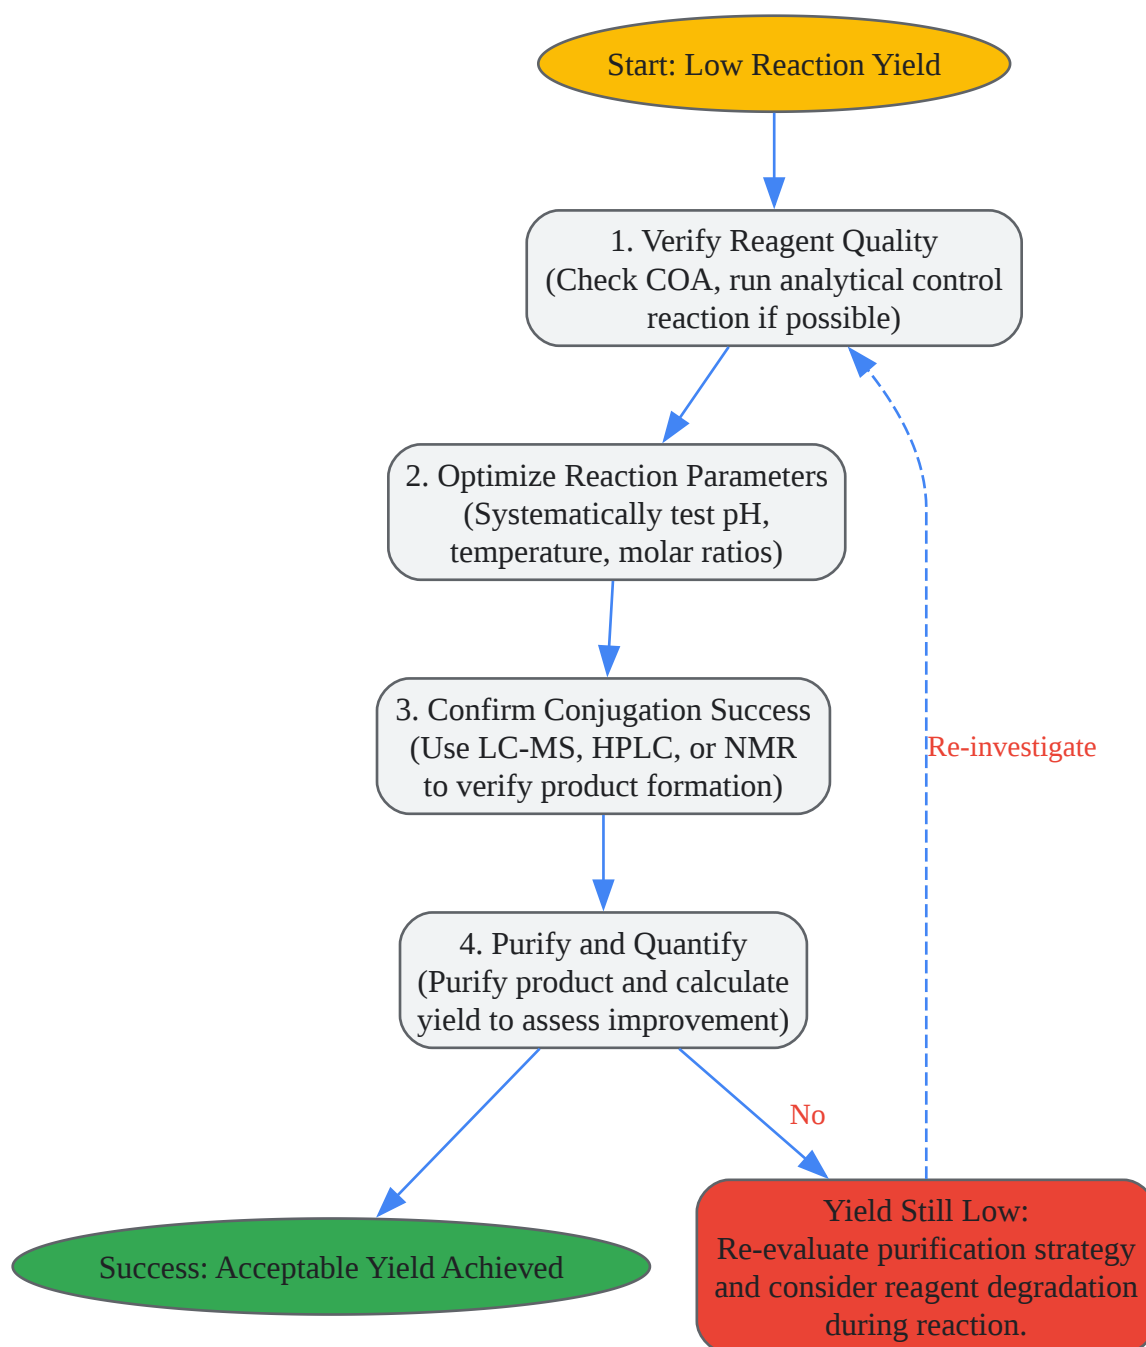 Start: Low Reaction Yield
1. Verify Reagent Quality
(Check COA, run analytical control
reaction if possible)
2. Optimize Reaction Parameters
(Systematically test pH,
temperature, molar ratios)
3. Confirm Conjugation Success
(Use LC-MS, HPLC, or NMR
to verify product formation)
Re-investigate
4. Purify and Quantify
(Purify product and calculate
yield to assess improvement)
No
Success: Acceptable Yield Achieved
Yield Still Low:
Re-evaluate purification strategy
and consider reagent degradation
during reaction.